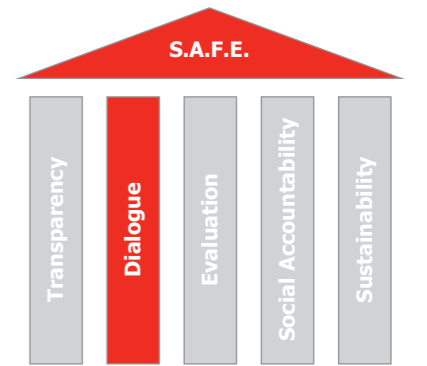 S.A.F.E.
Transparency
Dialogue
Evaluation
Social Accountability
Sustainability